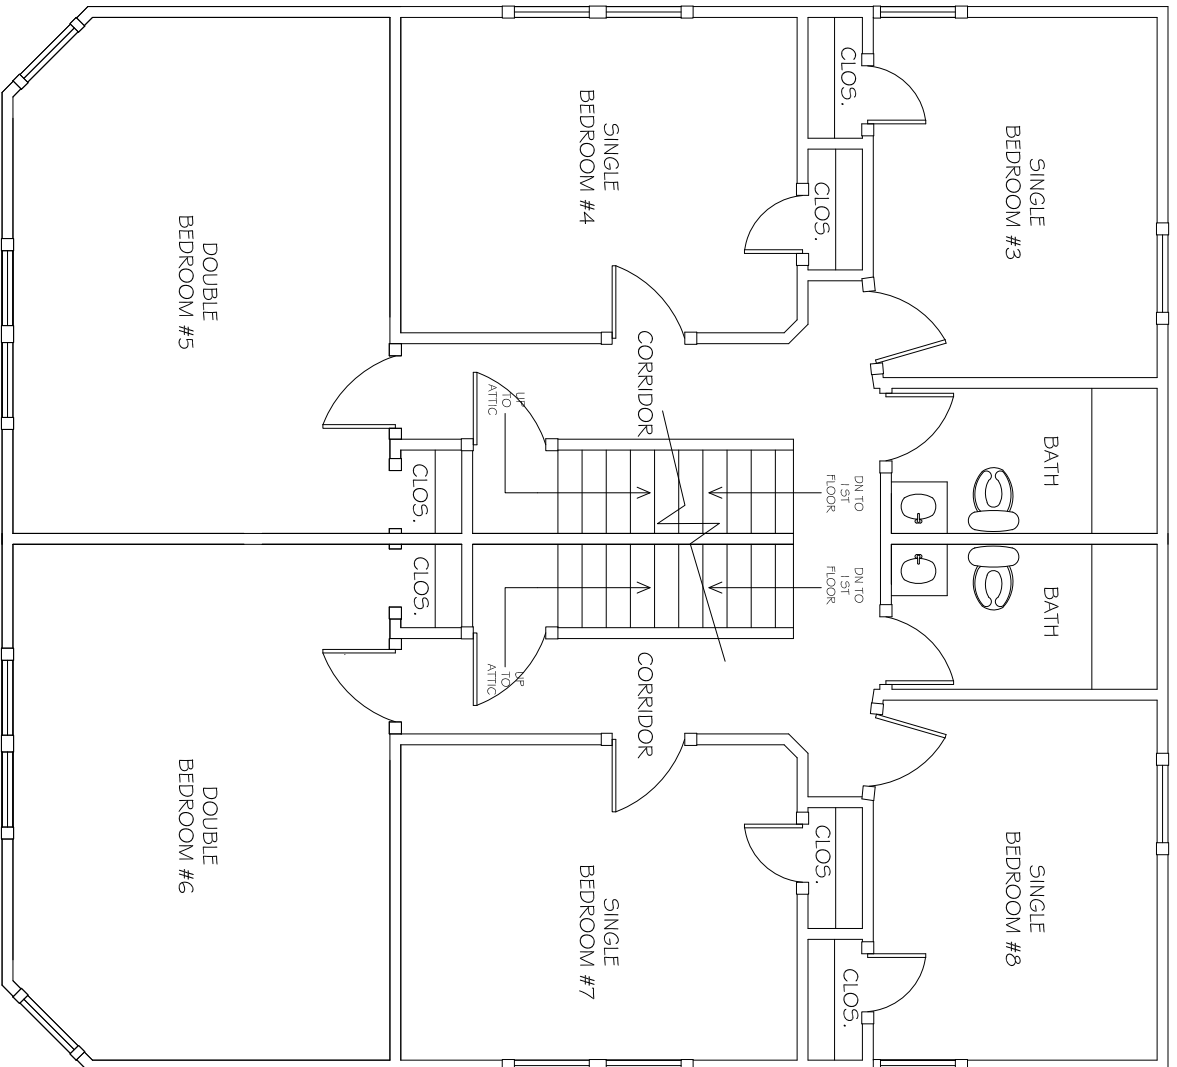 CLOS.
SINGLE
BEDROOM #3
SINGLE
BEDROOM #4
CLOS.
DOUBLE
BEDROOM #5
CORRIDOR
UP
TO
ATTIC
BATH
CLOS.
DN TO
1ST
FLOOR
CLOS.
DN TO
1ST
FLOOR
BATH
UP
TO
ATTIC
CORRIDOR
DOUBLE
BEDROOM #6
CLOS.
SINGLE
BEDROOM #7
SINGLE
BEDROOM #8
CLOS.